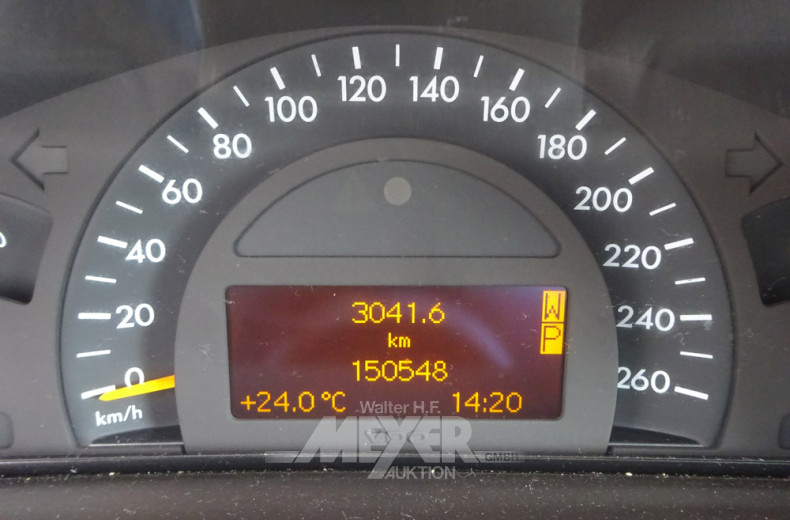 120 140
100 160
80 180
60 200
40 220
20 240
0 260
km/h
3041.6 W
km P
150548
+24.0°C 14:20
Walter H.F.
MEYER
GMBH
AUKTION